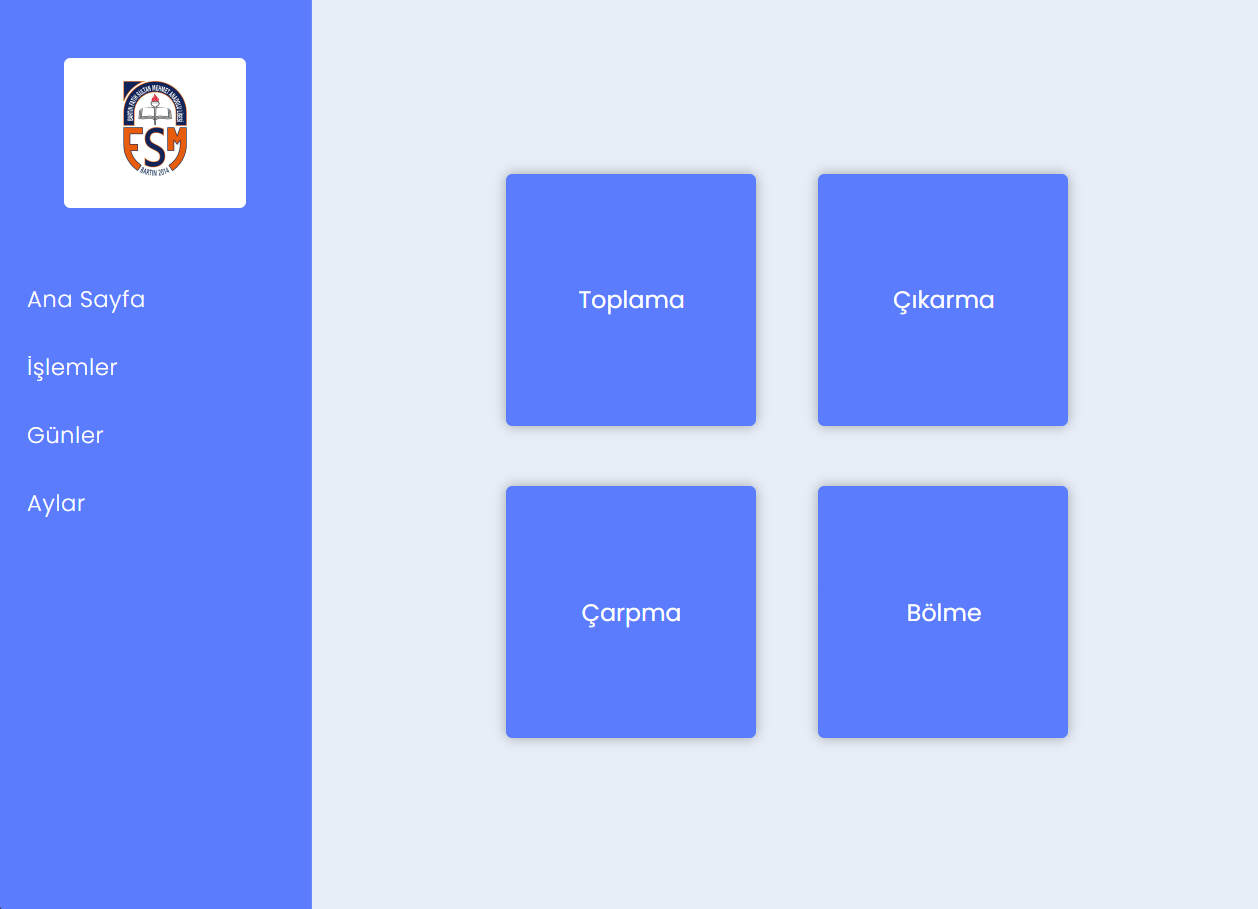 BARTIN FATİH SULTAN MEHMET ANADOLU LİSESİ
FSM
BARTIN 2014
Ana Sayfa
İşlemler
Günler
Aylar
Toplama
Çıkarma
Çarpma
Bölme